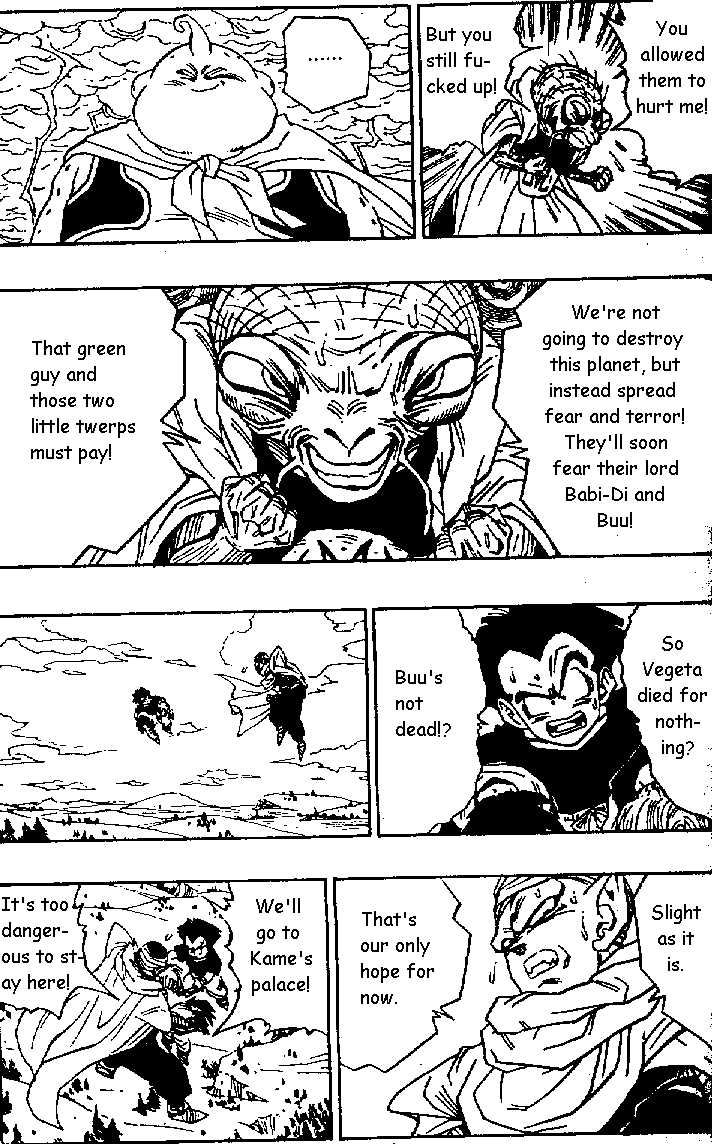 You
allowed
them to
hurt me!
But you
still fu-
cked up!
......
We're not
going to destroy
this planet, but
instead spread
fear and terror!
They'll soon
fear their lord
Babi-Di and
Buu!
That green
guy and
those two
little twerps
must pay!
So
Vegeta
died for
noth-
ing?
Buu's
not
dead!?
Slight
as it
is.
That's
our only
hope for
now.
We'll
go to
Kame's
palace!
It's too
danger-
ous to st-
ay here!